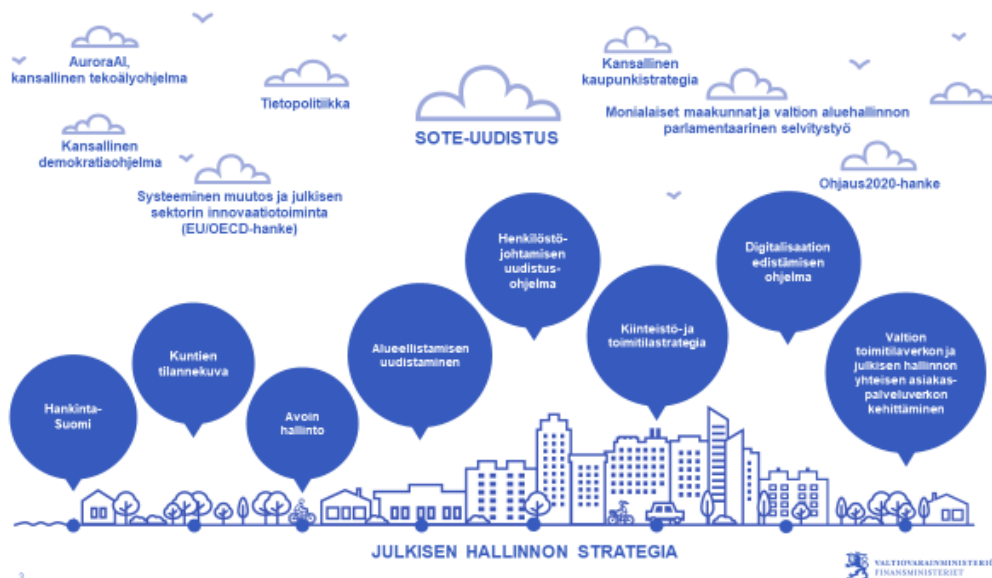 AuroraAI,
kansallinen tekoälyohjelma
Tietopolitiikka
Kansallinen
demokratiaohjelma
Systeeminen muutos ja julkisen
sektorin innovaatiotoiminta
(EU/OECD-hanke)
SOTE-UUDISTUS
Kansallinen
kaupunkistrategia
Monialaiset maakunnat ja valtion aluehallinnon
parlamentaarinen selvitystyö
Ohjaus2020-hanke
Hankinta-
Suomi
Kuntien
tilannekuva
Avoin
hallinto
Alueellistamisen
uudistaminen
Henkilöstö-
johtamisen
uudistus-
ohjelma
Kiinteistö- ja
toimitilastrategia
Digitalisaation
edistämisen
ohjelma
Valtion
toimitilaverkon ja
julkisen hallinnon
yhteisen asiakas-
palveluverkon
kehittäminen
JULKISEN HALLINNON STRATEGIA
3
VALTIOVARAINMINISTERIÖ
FINANSMINISTERIET